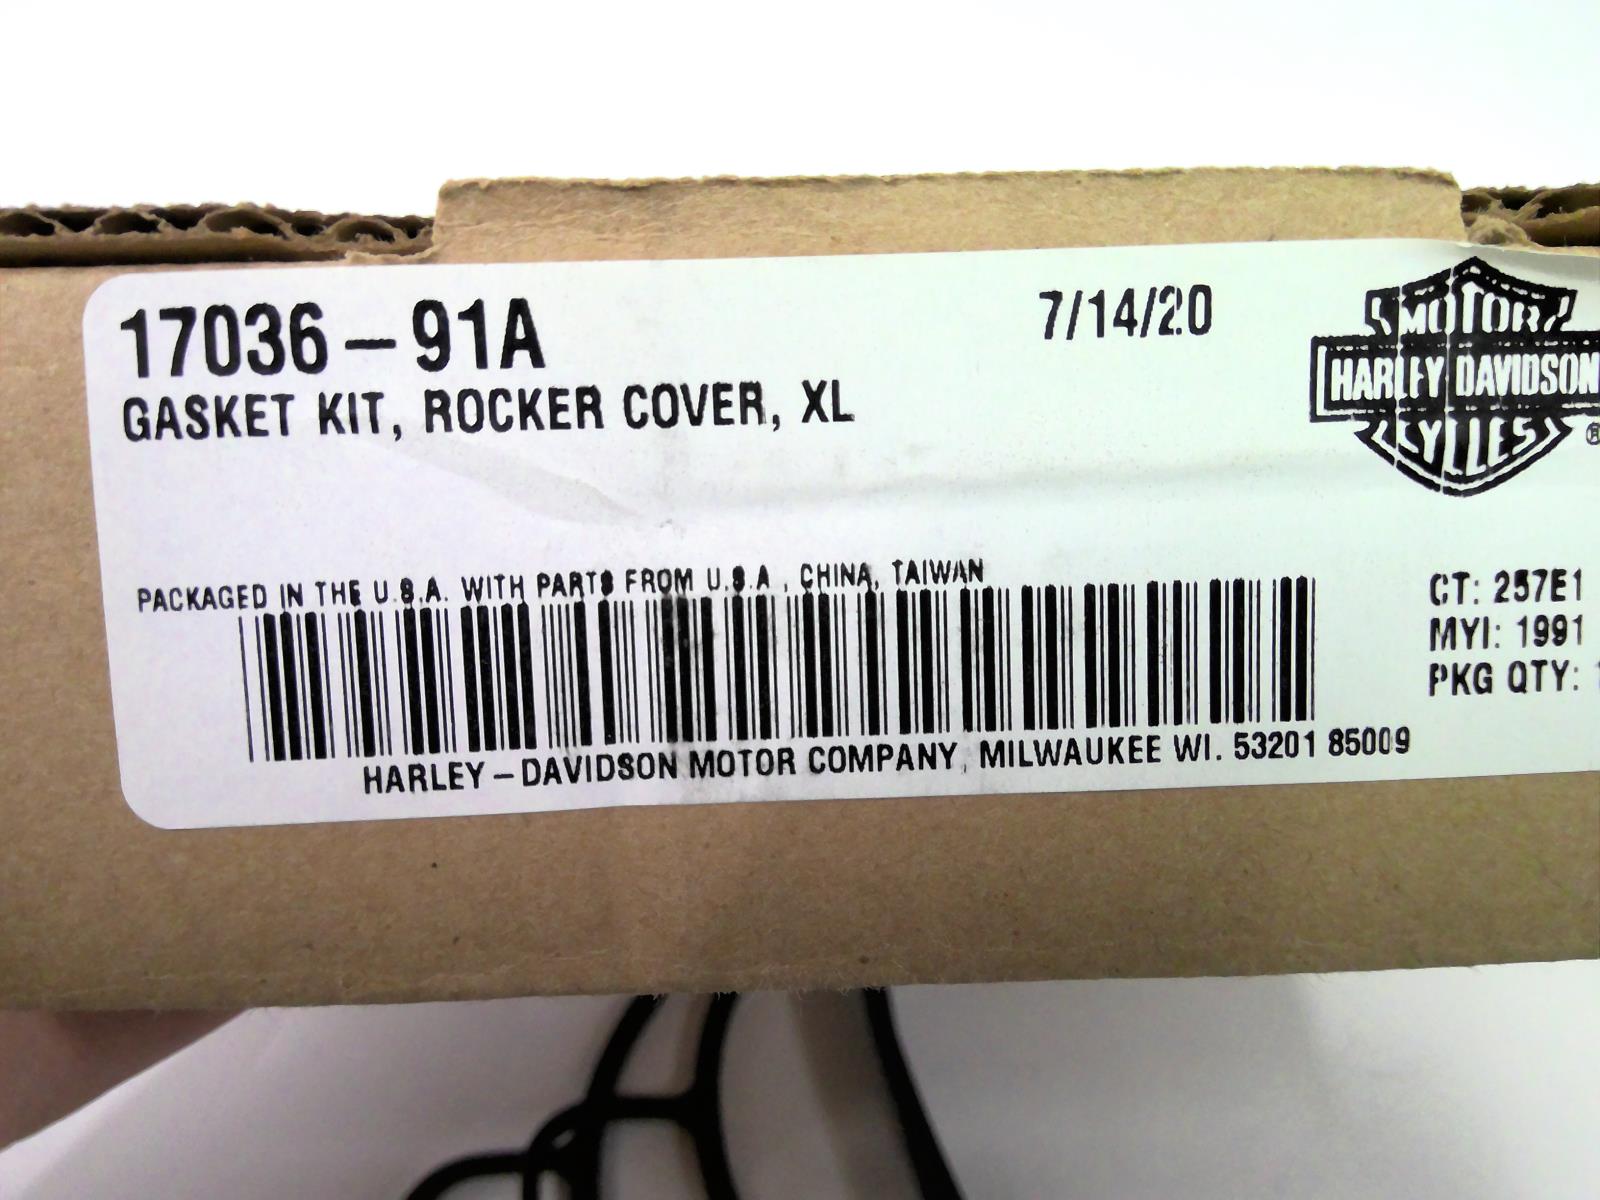 17036-91A
7/14/20
GASKET KIT, ROCKER COVER, XL
MOTOR
HARLEY-DAVIDSON
CYCLES
®
PACKAGED IN THE U.S.A. WITH PARTS FROM U.S.A., CHINA, TAIWAN
CT: 257E1
MYI: 1991
PKG QTY:
HARLEY-DAVIDSON MOTOR COMPANY, MILWAUKEE WI. 53201 85009